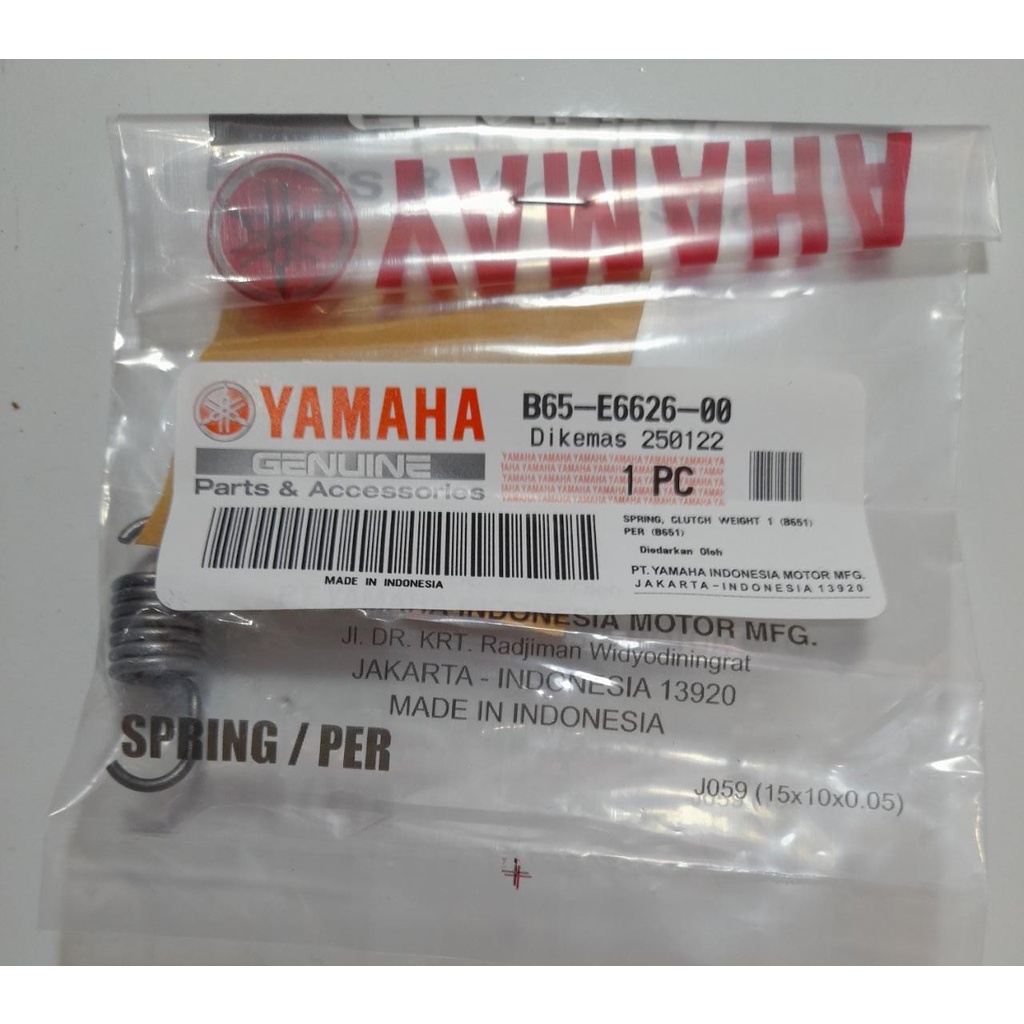 YAMAHA
Parts & Ac
YAMAHA
GENUINE
Parts & Accessories
B65-E6626-00
Dikemas 250122
1 PC
MADE IN INDONESIA
SPRING, CLUTCH WEIGHT 1 (B651)
PER (B651)
Diedarkan Oleh
PT. YAMAHA INDONESIA MOTOR MFG.
JAKARTA-INDONESIA 13920
INDONESIA MOTOR MFG.
Jl. DR. KRT. Radjiman Widyodiningrat
JAKARTA - INDONESIA 13920
MADE IN INDONESIA
SPRING / PER
J059 (15x10x0.05)